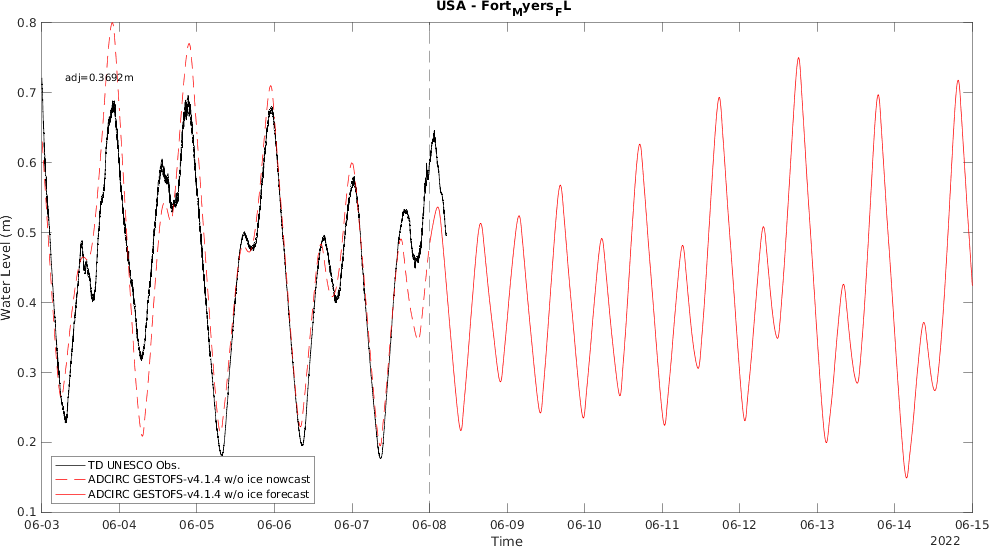 USA - Fort_Myers_FL
adj=0.3692m
0.8
0.7
0.6
0.5
0.4
0.3
0.2
0.1
Water Level (m)
TD UNESCO Obs.
ADCIRC GESTOFS-v4.1.4 w/o ice nowcast
ADCIRC GESTOFS-v4.1.4 w/o ice forecast
06-03 06-04 06-05 06-06 06-07 06-08 06-09 06-10 06-11 06-12 06-13 06-14 06-15
Time
2022